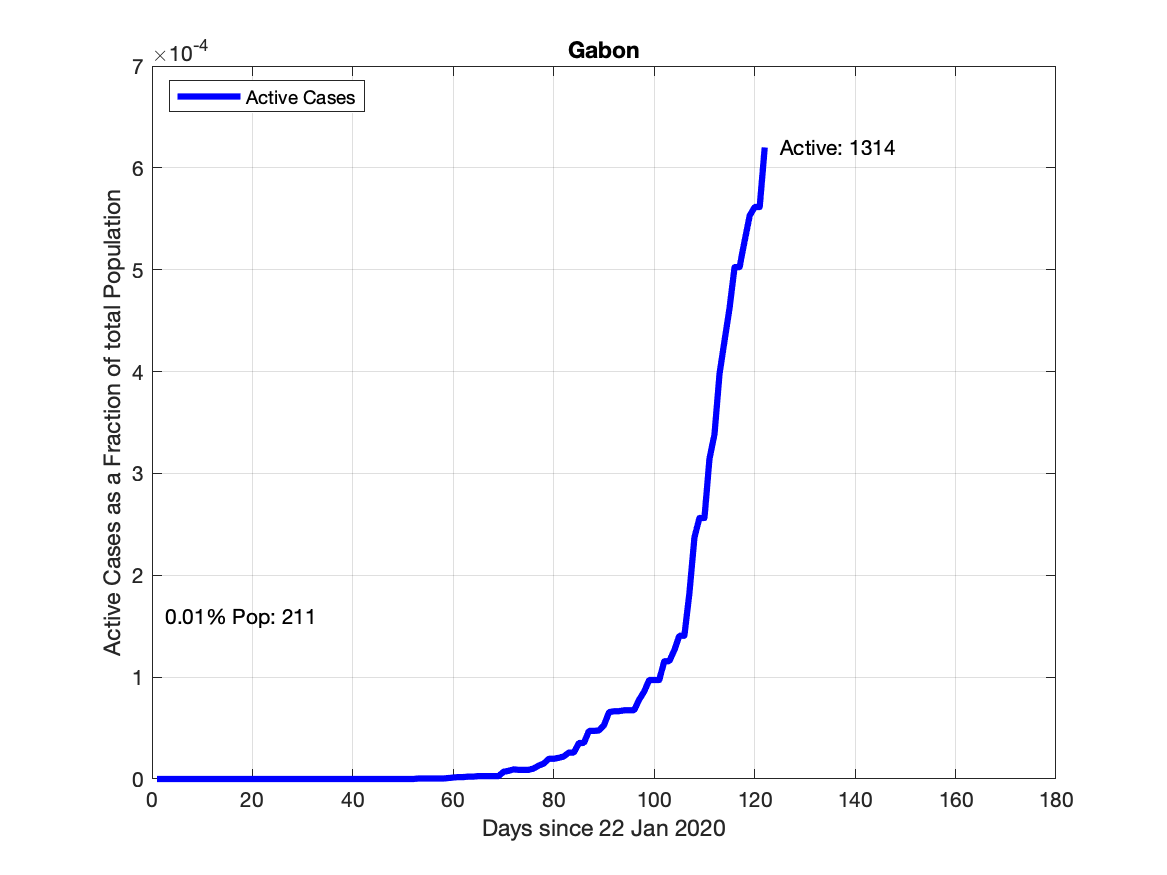 Gabon
×10-4
7
6
5
4
3
2
1
0
Active Cases
Active: 1314
0.01% Pop: 211
Active Cases as a Fraction of total Population
0 20 40 60 80 100 120 140 160 180
Days since 22 Jan 2020